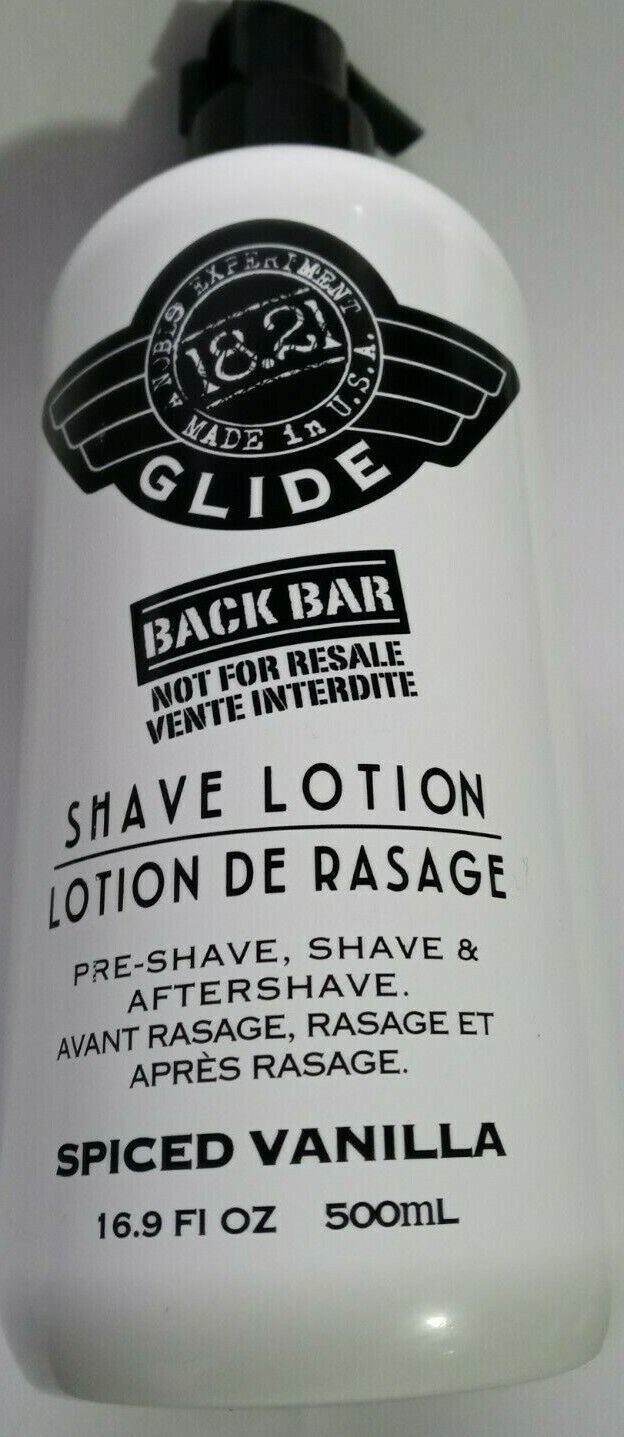 NOBLE EXPERIMENT
18.21
MADE in U.S.A.
GLIDE
BACK BAR
NOT FOR RESALE
VENTE INTERDITE
SHAVE LOTION
LOTION DE RASAGE
PRE-SHAVE, SHAVE &
AFTERSHAVE.
AVANT RASAGE, RASAGE ET
APRÈS RASAGE.
SPICED VANILLA
16.9 Fl OZ 500mL